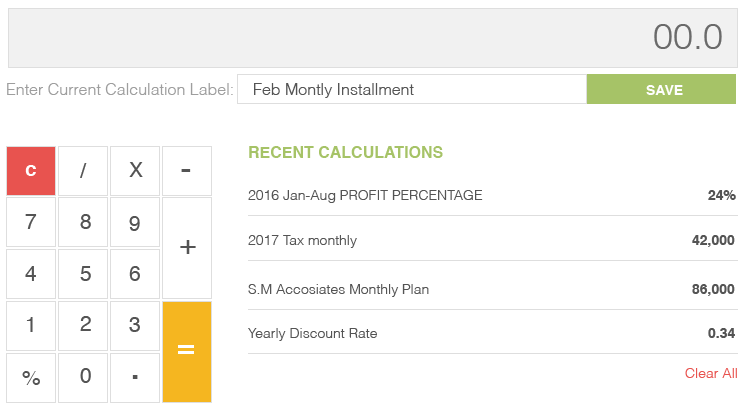 00.0
Enter Current Calculation Label: Feb Montly Installment SAVE
RECENT CALCULATIONS
c / X -
2016 Jan-Aug PROFIT PERCENTAGE 24%
7 8 9 +
2017 Tax monthly 42,000
4 5 6
S.M Accosiates Monthly Plan 86,000
1 2 3 =
Yearly Discount Rate 0.34
% 0 .
Clear All